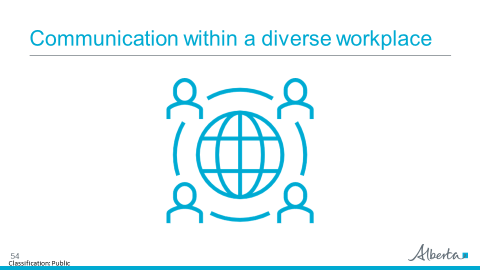 Communication within a diverse workplace
54
Classification: Public
Alberta